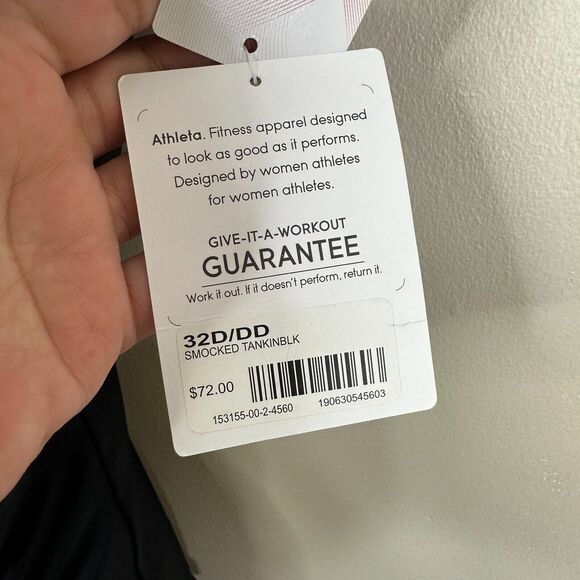 Athleta. Fitness apparel designed
to look as good as it performs.
Designed by women athletes
for women athletes.
GIVE-IT-A-WORKOUT
GUARANTEE
Work it out. If it doesn't perform, return it.
32D/DD
SMOCKED TANKINBLK
$72.00
153155-00-2-4560
190630545603